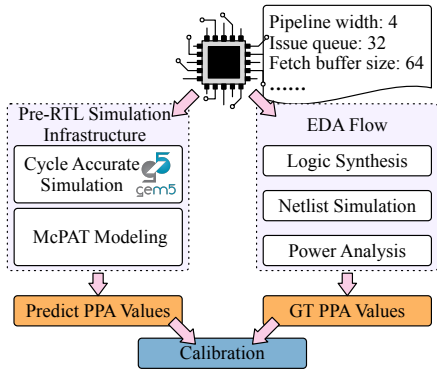 Pipeline width: 4
Issue queue: 32
Fetch buffer size: 64
......
Pre-RTL Simulation
Infrastructure
Cycle Accurate
Simulation
gem5
McPAT Modeling
EDA Flow
Logic Synthesis
Netlist Simulation
Power Analysis
Predict PPA Values
GT PPA Values
Calibration